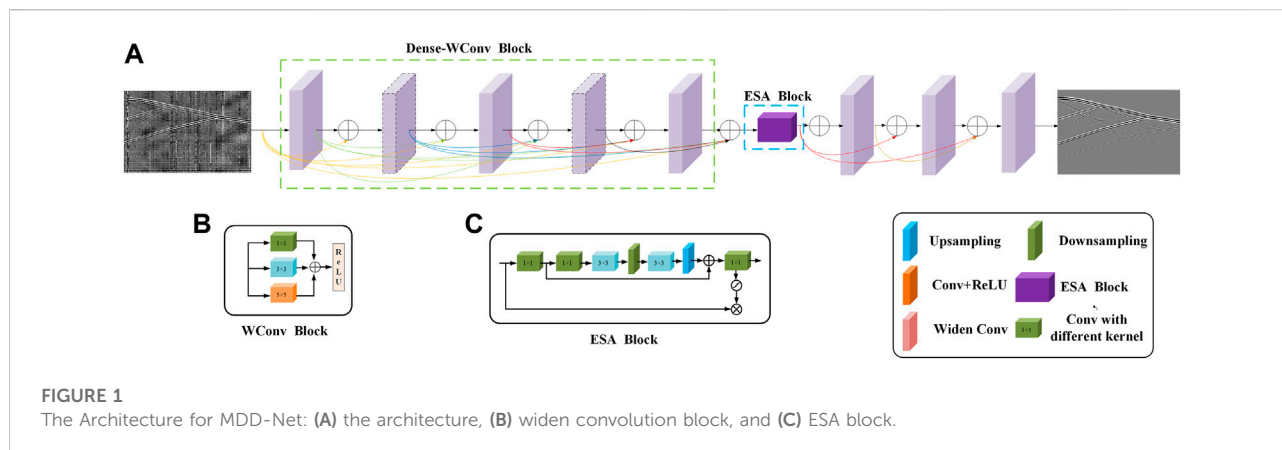 A
Dense-WConv Block
ESA Block
B
1×1
3×3
5×5
R
e
L
U
WConv Block
C
1×1
1×1
3×3
3×3
1×1
ESA Block
Upsampling
Downsampling
Conv+ReLU
ESA Block
Widen Conv
1×1
Conv with
different kernel
FIGURE 1
The Architecture for MDD-Net: (A) the architecture, (B) widen convolution block, and (C) ESA block.